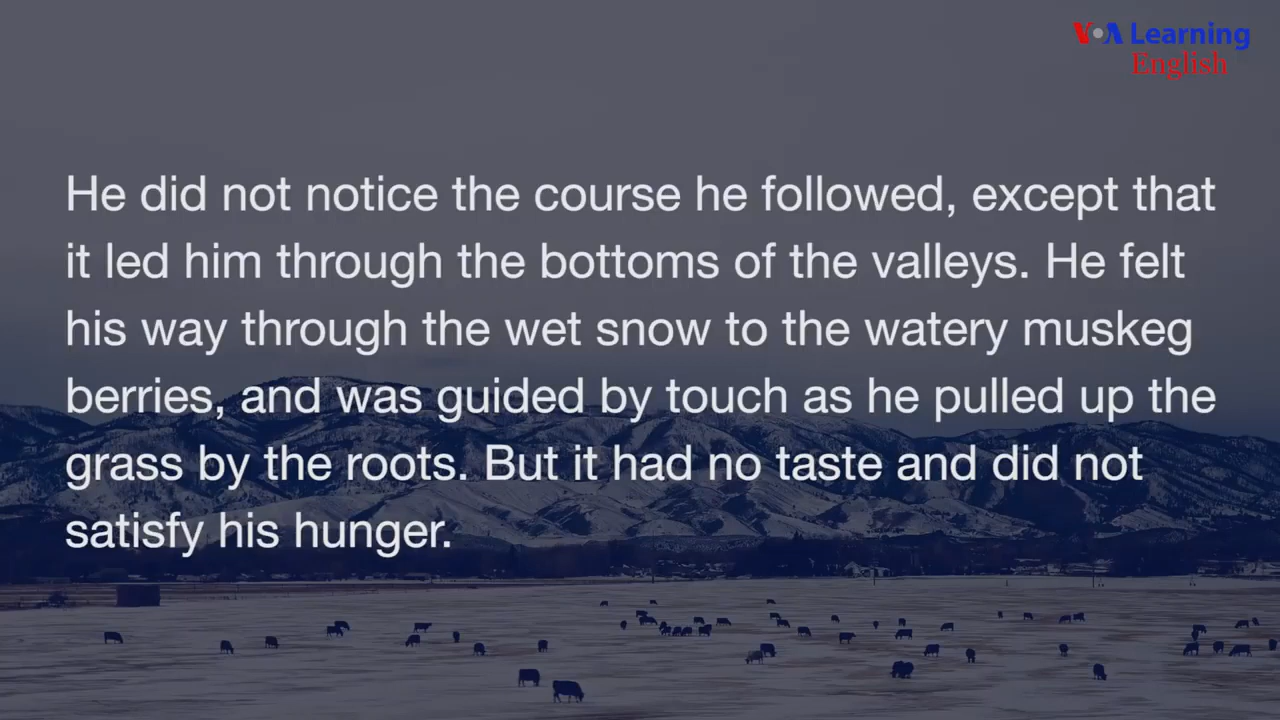 VOA Learning
English
He did not notice the course he followed, except that
it led him through the bottoms of the valleys. He felt
his way through the wet snow to the watery muskeg
berries, and was guided by touch as he pulled up the
grass by the roots. But it had no taste and did not
satisfy his hunger.